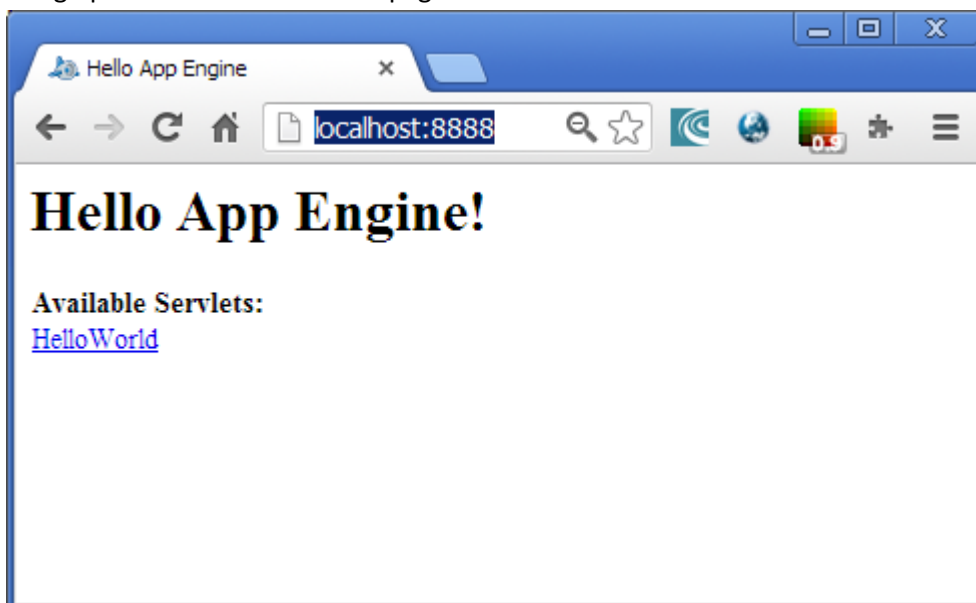 Hello App Engine
localhost:8888
0.9
Hello App Engine!
Available Servlets:
HelloWorld